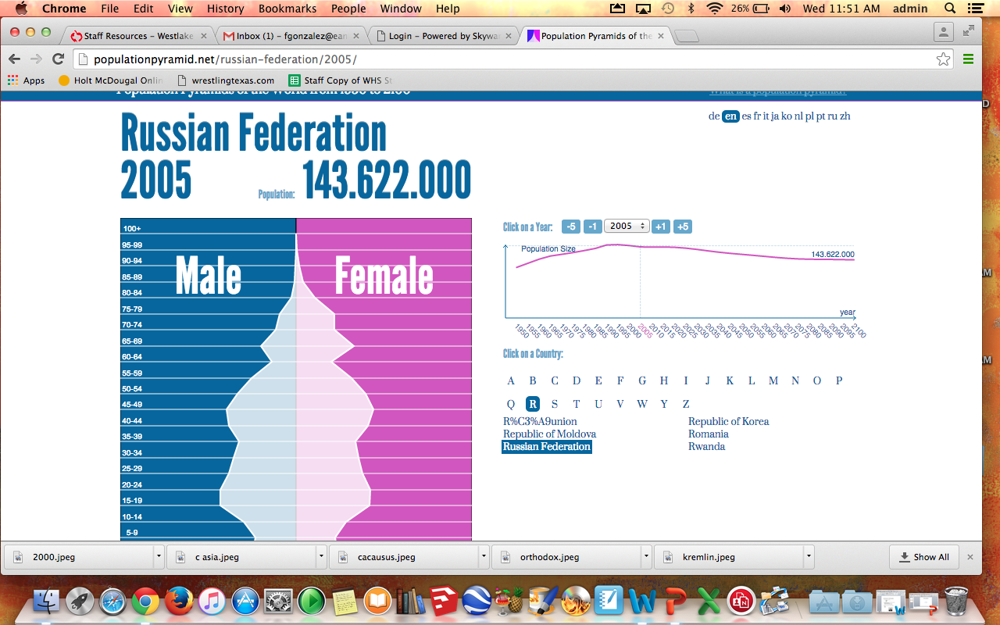 Chrome File Edit View History Bookmarks People Window Help 26% Wed 11:51 AM admin
Staff Resources – Westlake Inbox (1) – fgonzalez@ean Login – Powered by Skywa Population Pyramids of the
populationpyramid.net/russian-federation/2005/
Apps Holt McDougal Onlin wrestlingtexas.com Staff Copy of WHS St
Population Pyramids of the World from 1950 to 2100 What is a population pyramid?
de en es fr it ja ko nl pl pt ru zh
Russian Federation
2005 Population: 143.622.000
Click on a Year: -5 -1 2005 +1 +5
Population Size 143.622.000
year
1950 1955 1960 1965 1970 1975 1980 1985 1990 1995 2000 2005 2010 2015 2020 2025 2030 2035 2040 2045 2050 2055 2060 2065 2070 2075 2080 2085 2090 2095 2100
100+
95-99
90-94
Male Female
85-89
80-84
75-79
70-74
65-69
60-64
55-59
50-54
45-49
40-44
35-39
30-34
25-29
20-24
15-19
10-14
5-9
Click on a Country:
A B C D E F G H I J K L M N O P
Q R S T U V W Y Z
R%C3%A9union Republic of Korea
Republic of Moldova Romania
Russian Federation Rwanda
2000.jpeg c asia.jpeg cacausus.jpeg orthodox.jpeg kremlin.jpeg Show All